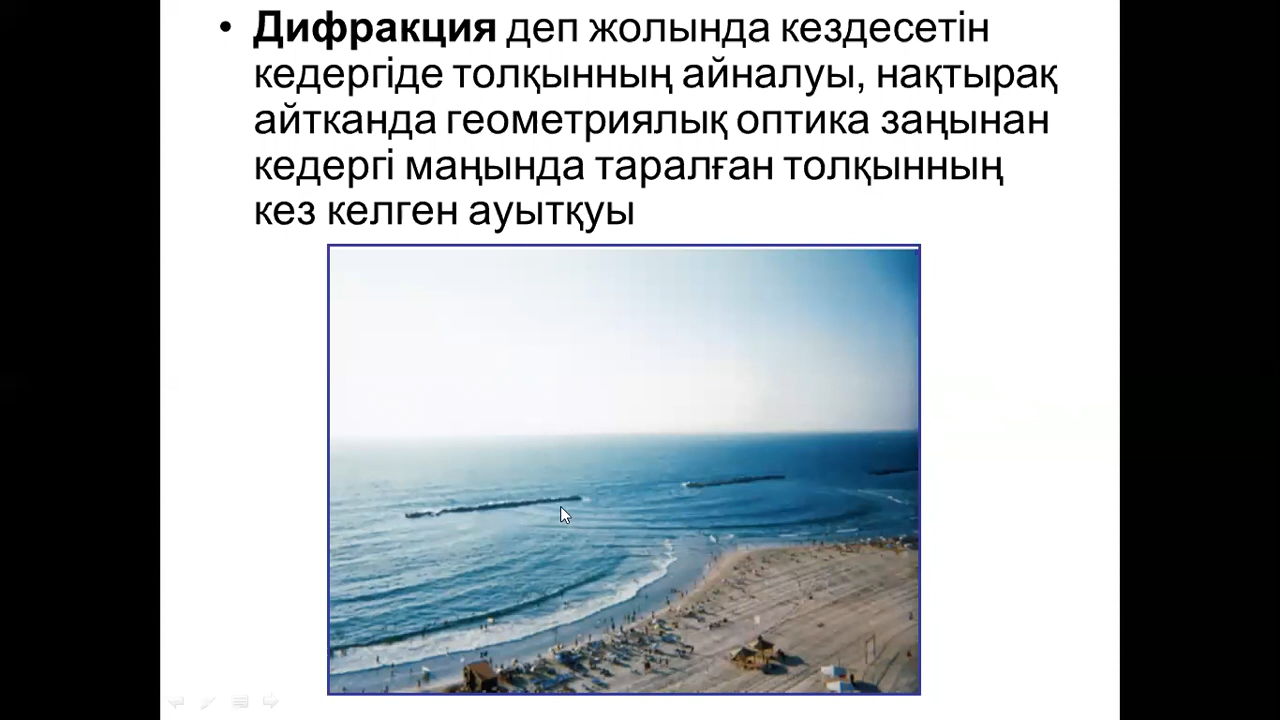 • Дифракция деп жолында кездесетін
кедергіде толқынның айналуы, нақтырақ
айтканда геометриялық оптика заңынан
кедергі маңында таралған толқынның
кез келген ауытқуы